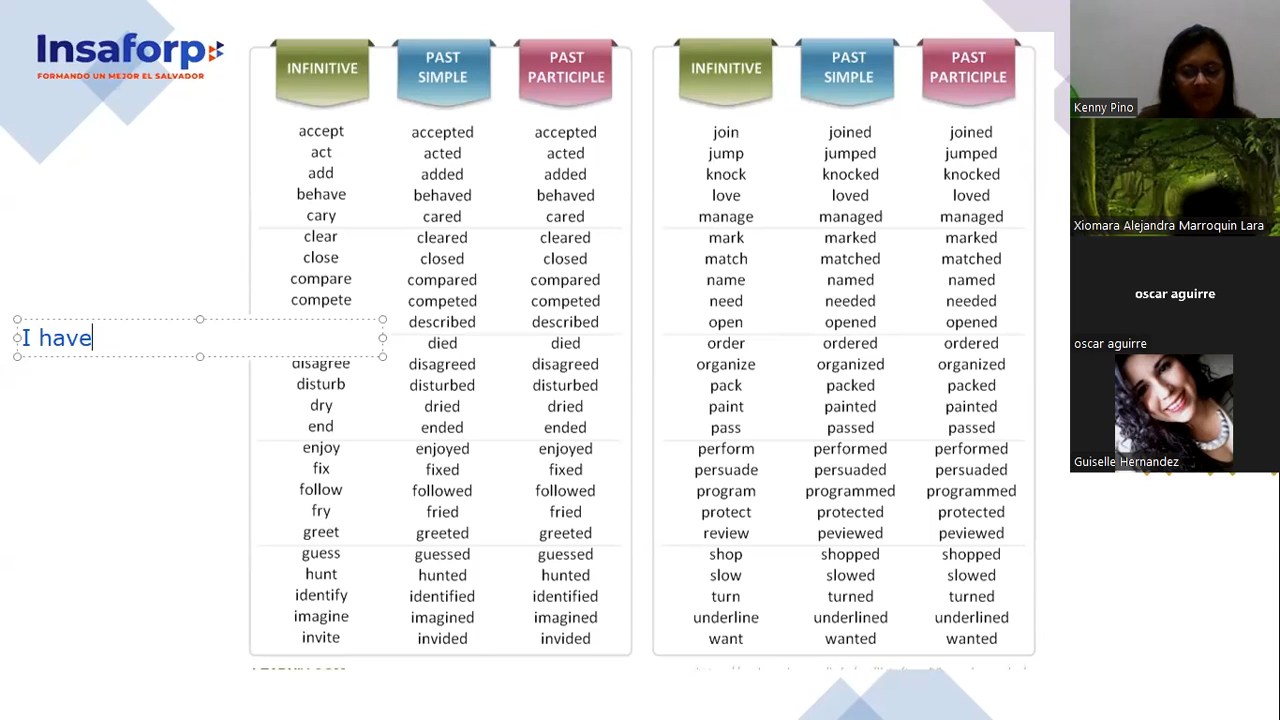 Insaforp
FORMANDO UN MEJOR EL SALVADOR
INFINITIVE PAST SIMPLE PAST PARTICIPLE
accept accepted accepted
act acted acted
add added added
behave behaved behaved
cary cared cared
clear cleared cleared
close closed closed
compare compared compared
compete competed competed
described described
I have
died died
disagree disagreed disagreed
disturb disturbed disturbed
dry dried dried
end ended ended
enjoy enjoyed enjoyed
fix fixed fixed
follow followed followed
fry fried fried
greet greeted greeted
guess guessed guessed
hunt hunted hunted
identify identified identified
imagine imagined imagined
invite invided invided
INFINITIVE PAST SIMPLE PAST PARTICIPLE
join joined joined
jump jumped jumped
knock knocked knocked
love loved loved
manage managed managed
mark marked marked
match matched matched
name named named
need needed needed
open opened opened
order ordered ordered
organize organized organized
pack packed packed
paint painted painted
pass passed passed
perform performed performed
persuade persuaded persuaded
program programmed programmed
protect protected protected
review peviewed peviewed
shop shopped shopped
slow slowed slowed
turn turned turned
underline underlined underlined
want wanted wanted
Kenny Pino
Xiomara Alejandra Marroquin Lara
oscar aguirre
oscar aguirre
Guiselle Hernandez